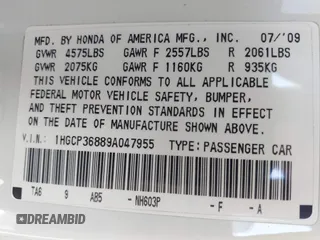 MFD. BY HONDA OF AMERICA MFG., INC. 07/'09
GVWR 4575LBS GAWR F 2557LBS R 2061LBS
GVWR 2075KG GAWR F 1160KG R 935KG
THIS VEHICLE CONFORMS TO ALL APPLICABLE
FEDERAL MOTOR VEHICLE SAFETY, BUMPER,
AND THEFT PREVENTION STANDARDS IN EFFECT
ON THE DATE OF MANUFACTURE SHOWN ABOVE.
V.I.N.: 1HGCP36889A047955 TYPE: PASSENGER CAR
TA6 9 AB5 - NH603P - F - A
© DREAMBID DREAMBID.COM